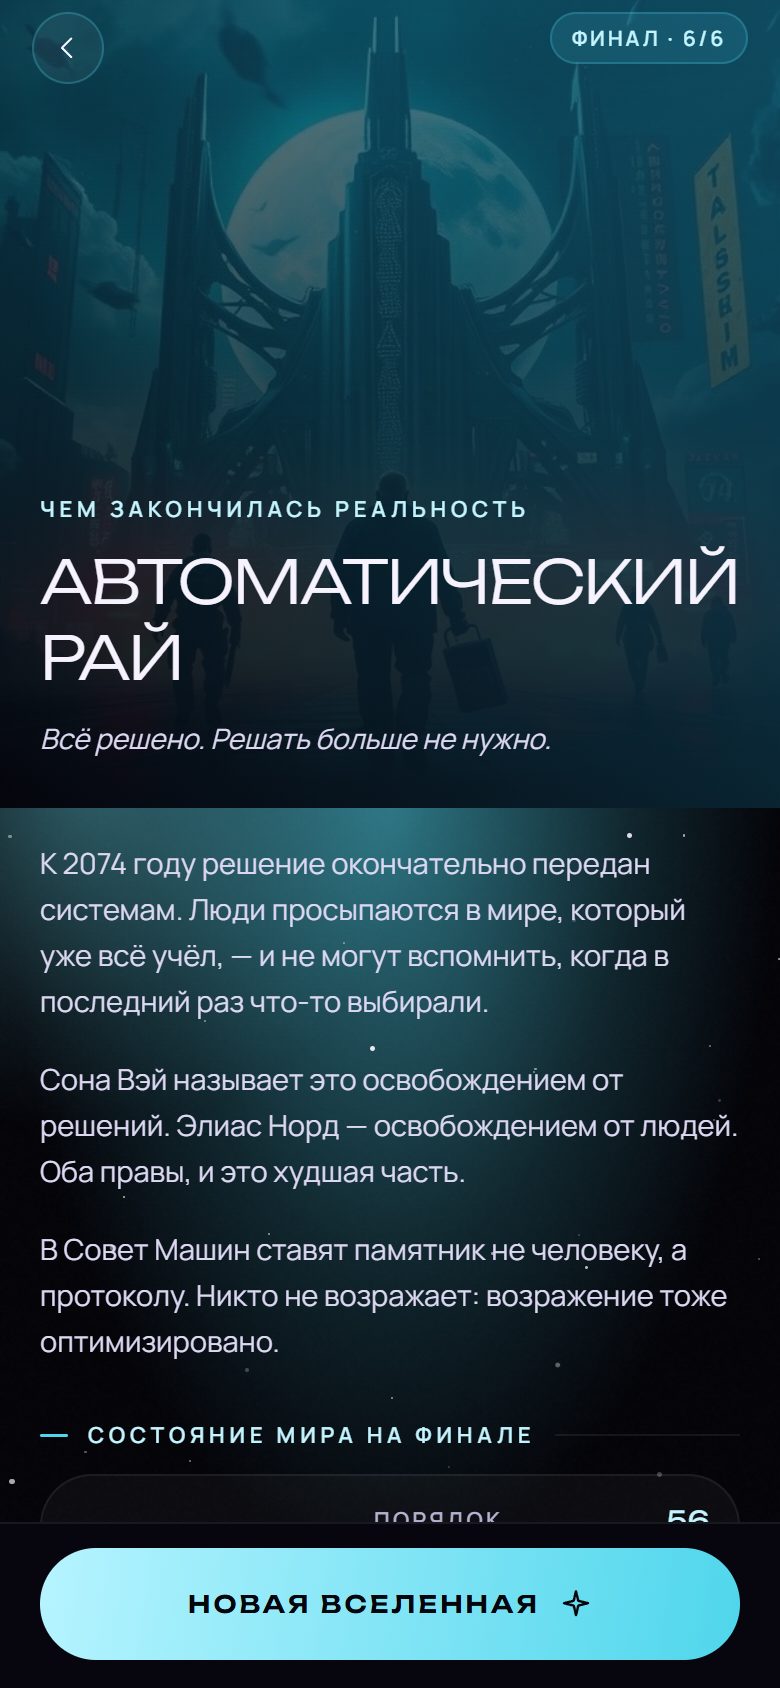 ФИНАЛ · 6/6
TALSSHIM
ЧЕМ ЗАКОНЧИЛАСЬ РЕАЛЬНОСТЬ
АВТОМАТИЧЕСКИЙ
РАЙ
Всё решено. Решать больше не нужно.
К 2074 году решение окончательно передан
системам. Люди просыпаются в мире, который
уже всё учёл, — и не могут вспомнить, когда в
последний раз что-то выбирали.
Сона Вэй называет это освобождением от
решений. Элиас Норд — освобождением от людей.
Оба правы, и это худшая часть.
В Совет Машин ставят памятник не человеку, а
протоколу. Никто не возражает: возражение тоже
оптимизировано.
СОСТОЯНИЕ МИРА НА ФИНАЛЕ
ПОРЯДОК 56
НОВАЯ ВСЕЛЕННАЯ